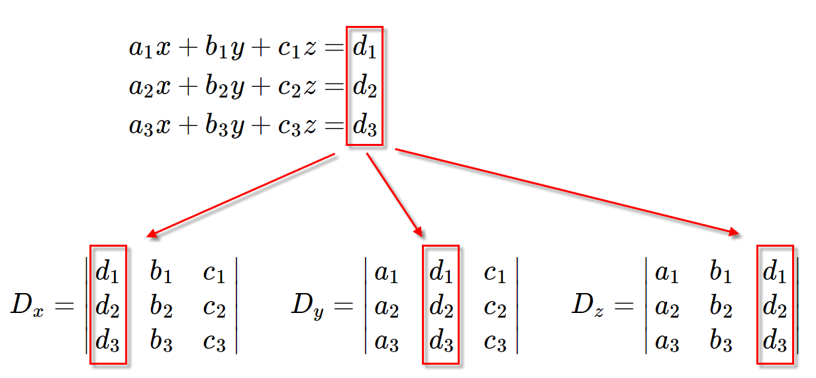 a₁x + b₁y + c₁z = d₁
a₂x + b₂y + c₂z = d₂
a₃x + b₃y + c₃z = d₃
Dₓ = | d₁ b₁ c₁ |
| d₂ b₂ c₂ |
| d₃ b₃ c₃ |
D_y = | a₁ d₁ c₁ |
| a₂ d₂ c₂ |
| a₃ d₃ c₃ |
D_z = | a₁ b₁ d₁ |
| a₂ b₂ d₂ |
| a₃ b₃ d₃ |